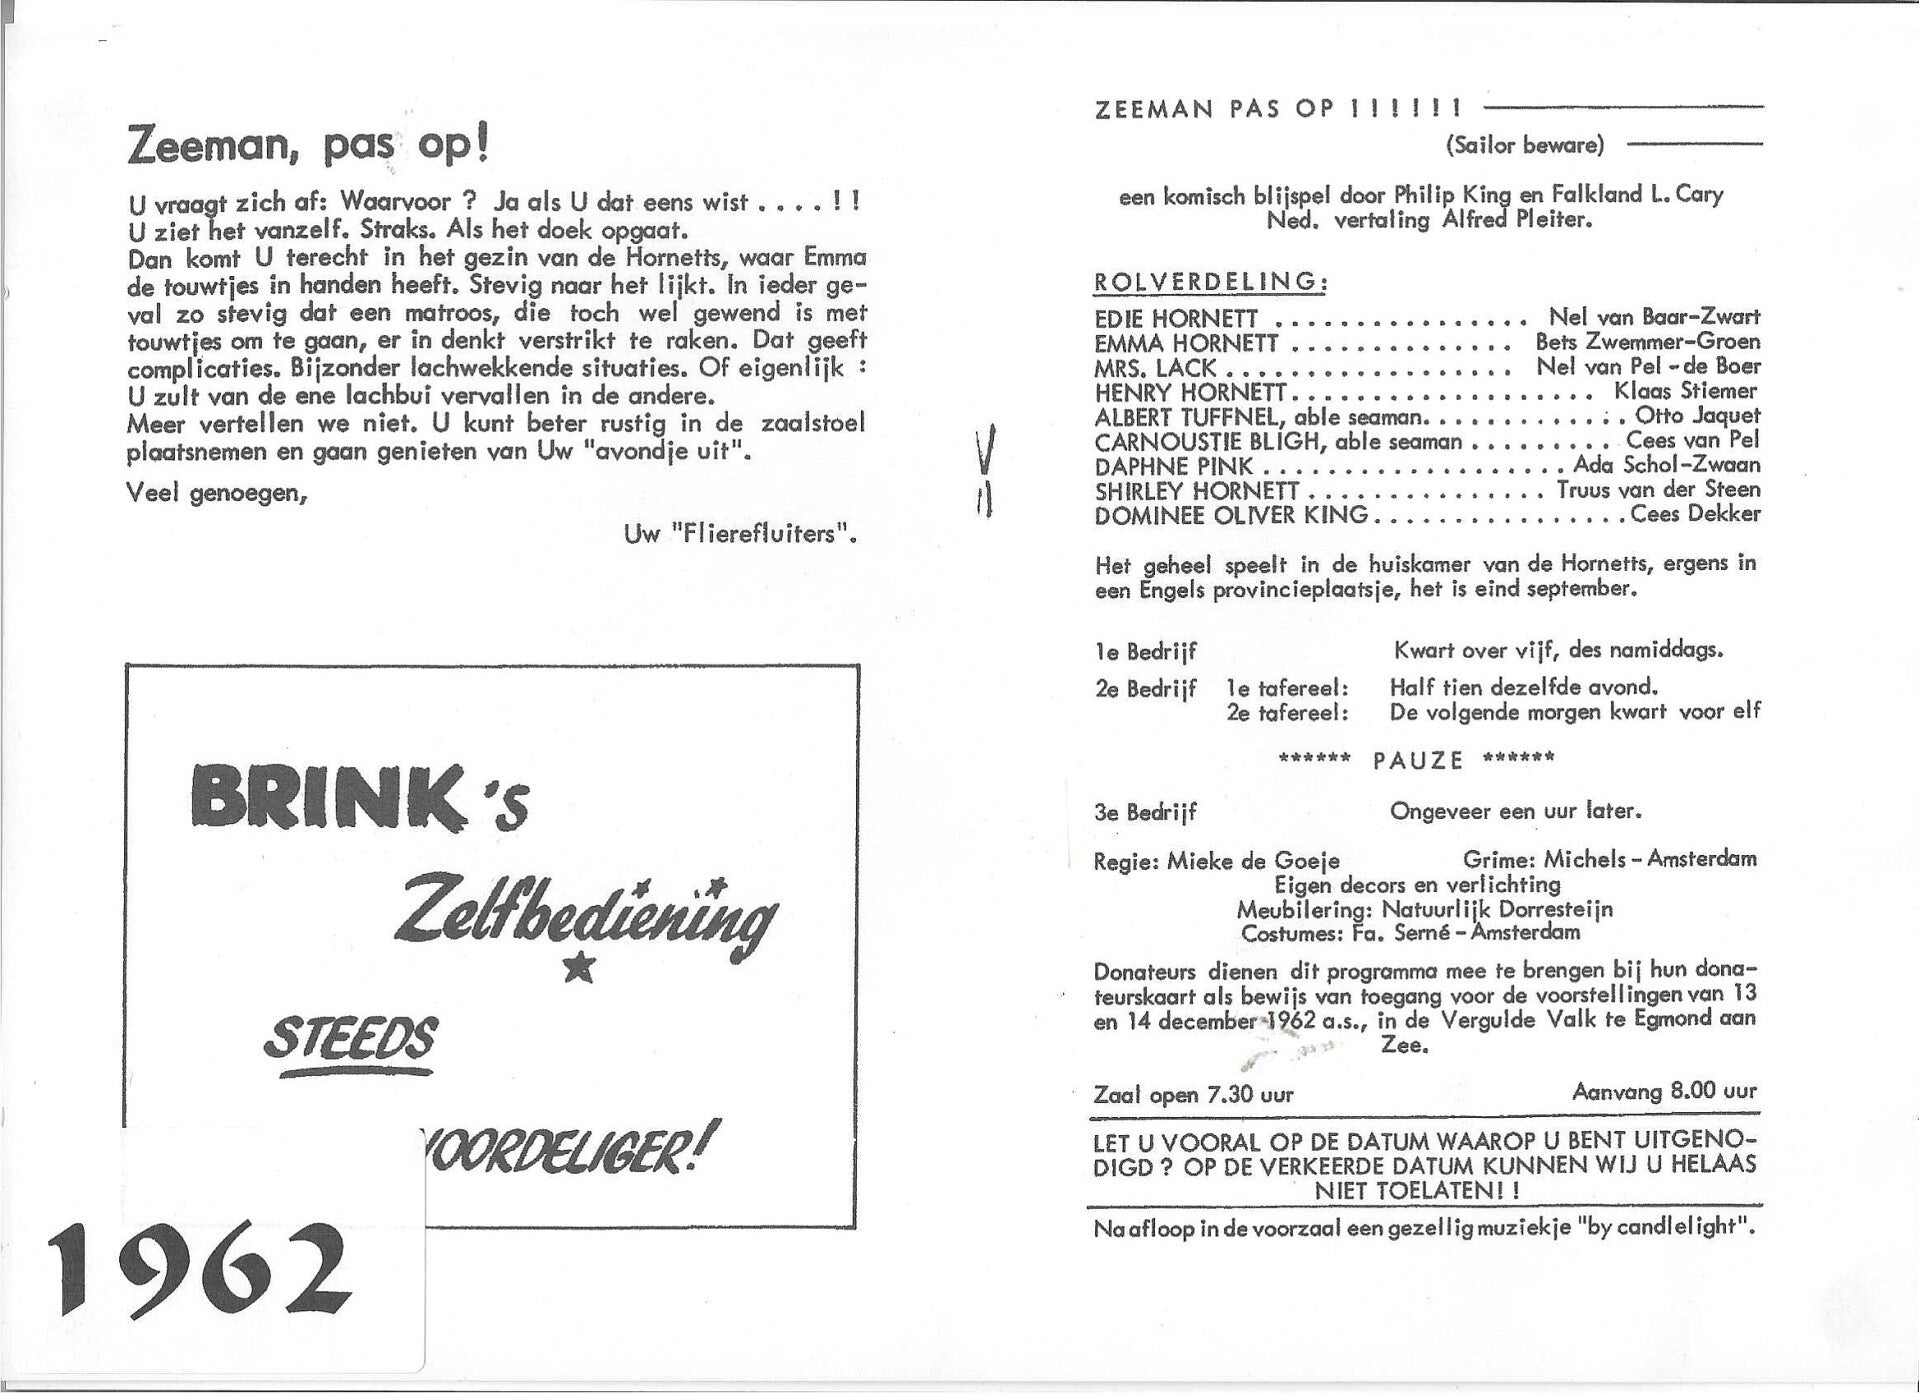 Zeeman, pas op!
U vraagt zich af: Waarvoor ? Ja als U dat eens wist . . . . ! !
U ziet het vanzelf. Straks. Als het doek opgaat.
Dan komt U terecht in het gezin van de Hornetts, waar Emma
de touwtjes in handen heeft. Stevig naar het lijkt. In ieder ge-
val zo stevig dat een matroos, die toch wel gewend is met
touwtjes om te gaan, er in denkt verstrikt te raken. Dat geeft
complicaties. Bijzonder lachwekkende situaties. Of eigenlijk :
U zult van de ene lachbui vervallen in de andere.
Meer vertellen we niet. U kunt beter rustig in de zaalstoel
plaatsnemen en gaan genieten van Uw "avondje uit".
Veel genoegen,
Uw "Flierefluiters".
BRINK's
Zelfbediening
STEEDS
VOORDELIGER!
1962
ZEEMAN PAS OP ! ! ! ! ! !
(Sailor beware)
een komisch blijspel door Philip King en Falkland L. Cary
Ned. vertaling Alfred Pleiter.
ROLVERDELING:
EDIE HORNETT . . . . . . . . . . . . . . . . Nel van Baar-Zwart
EMMA HORNETT . . . . . . . . . . . . . . Bets Zwemmer-Groen
MRS. LACK . . . . . . . . . . . . . . . . . . Nel van Pel - de Boer
HENRY HORNETT. . . . . . . . . . . . . . . . . . . Klaas Stiemer
ALBERT TUFFNEL, able seaman. . . . . . . . . . . . . Otto Jaquet
CARNOUSTIE BLIGH, able seaman . . . . . . . . . Cees van Pel
DAPHNE PINK . . . . . . . . . . . . . . . . . . . Ada Schol-Zwaan
SHIRLEY HORNETT . . . . . . . . . . . . . . . Truus van der Steen
DOMINEE OLIVER KING. . . . . . . . . . . . . . . . Cees Dekker
Het geheel speelt in de huiskamer van de Hornetts, ergens in
een Engels provincieplaatsje, het is eind september.
1e Bedrijf Kwart over vijf, des namiddags.
2e Bedrijf 1e tafereel: Half tien dezelfde avond.
2e tafereel: De volgende morgen kwart voor elf
****** PAUZE ******
3e Bedrijf Ongeveer een uur later.
Regie: Mieke de Goeje Grime: Michels - Amsterdam
Eigen decors en verlichting
Meubilering: Natuurlijk Dorresteijn
Costumes: Fa. Serné - Amsterdam
Donateurs dienen dit programma mee te brengen bij hun dona-
teurskaart als bewijs van toegang voor de voorstellingen van 13
en 14 december 1962 a.s., in de Vergulde Valk te Egmond aan
Zee.
Zaal open 7.30 uur Aanvang 8.00 uur
LET U VOORAL OP DE DATUM WAAROP U BENT UITGENO-
DIGD ? OP DE VERKEERDE DATUM KUNNEN WIJ U HELAAS
NIET TOELATEN! !
Na afloop in de voorzaal een gezellig muziekje "by candlelight".